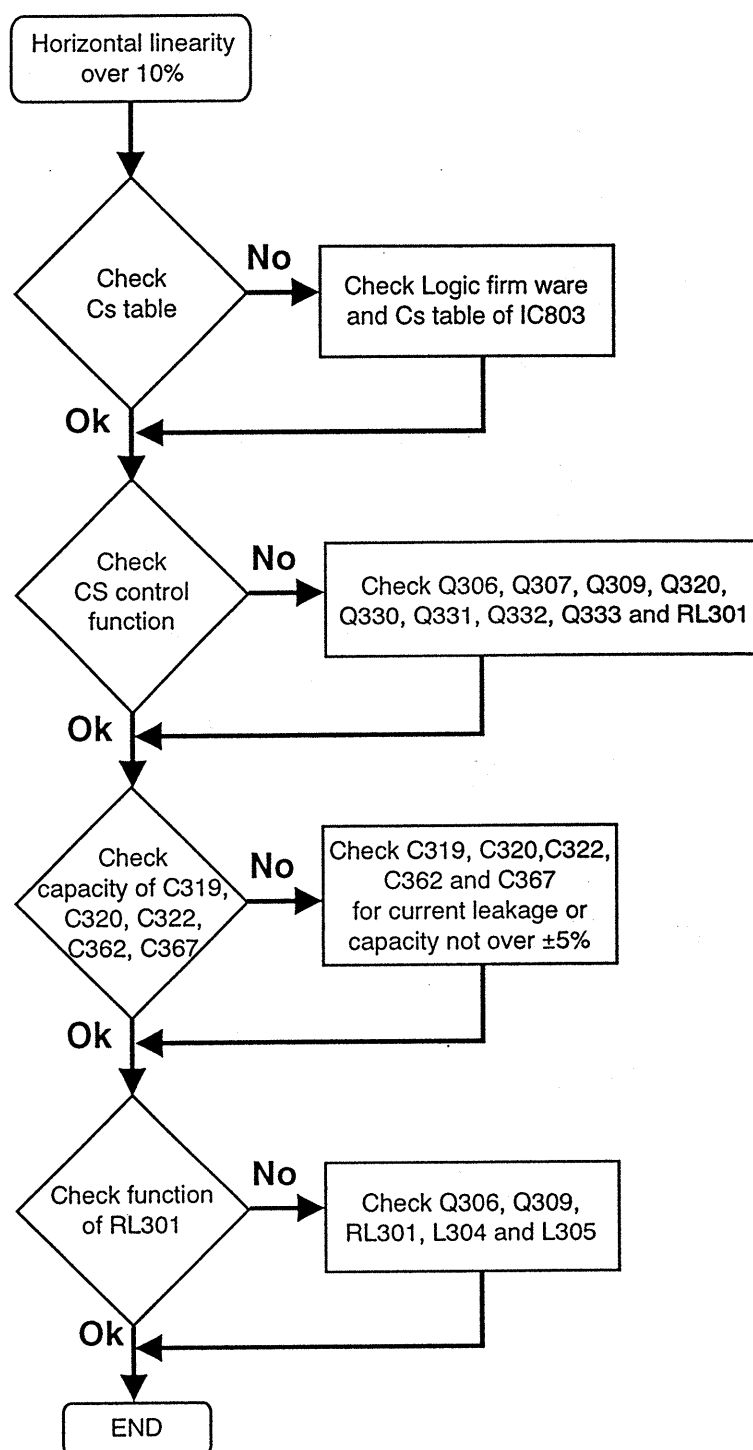 Horizontal linearity
over 10%
Check
Cs table
No
Check Logic firm ware
and Cs table of IC803
Ok
Check
CS control
function
No
Check Q306, Q307, Q309, Q320,
Q330, Q331, Q332, Q333 and RL301
Ok
Check
capacity of C319,
C320, C322,
C362, C367
No
Check C319, C320,C322,
C362 and C367
for current leakage or
capacity not over ±5%
Ok
Check function
of RL301
No
Check Q306, Q309,
RL301, L304 and L305
Ok
END